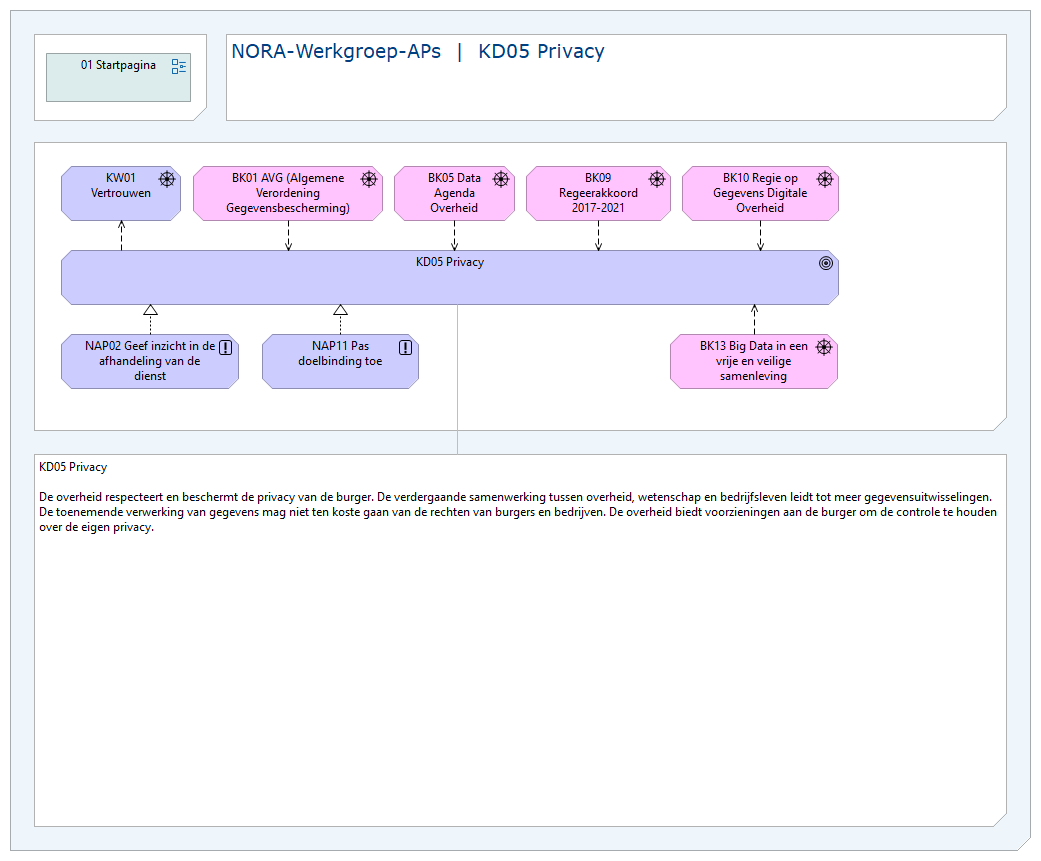 01 Startpagina
NORA-Werkgroep-APs | KD05 Privacy
KW01
Vertrouwen
BK01 AVG (Algemene
Verordening
Gegevensbescherming)
BK05 Data
Agenda
Overheid
BK09
Regeerakkoord
2017-2021
BK10 Regie op
Gegevens Digitale
Overheid
KD05 Privacy
NAP02 Geef inzicht in de
afhandeling van de
dienst
NAP11 Pas
doelbinding toe
BK13 Big Data in een
vrije en veilige
samenleving
KD05 Privacy
De overheid respecteert en beschermt de privacy van de burger. De verdergaande samenwerking tussen overheid, wetenschap en bedrijfsleven leidt tot meer gegevensuitwisselingen.
De toenemende verwerking van gegevens mag niet ten koste gaan van de rechten van burgers en bedrijven. De overheid biedt voorzieningen aan de burger om de controle te houden
over de eigen privacy.